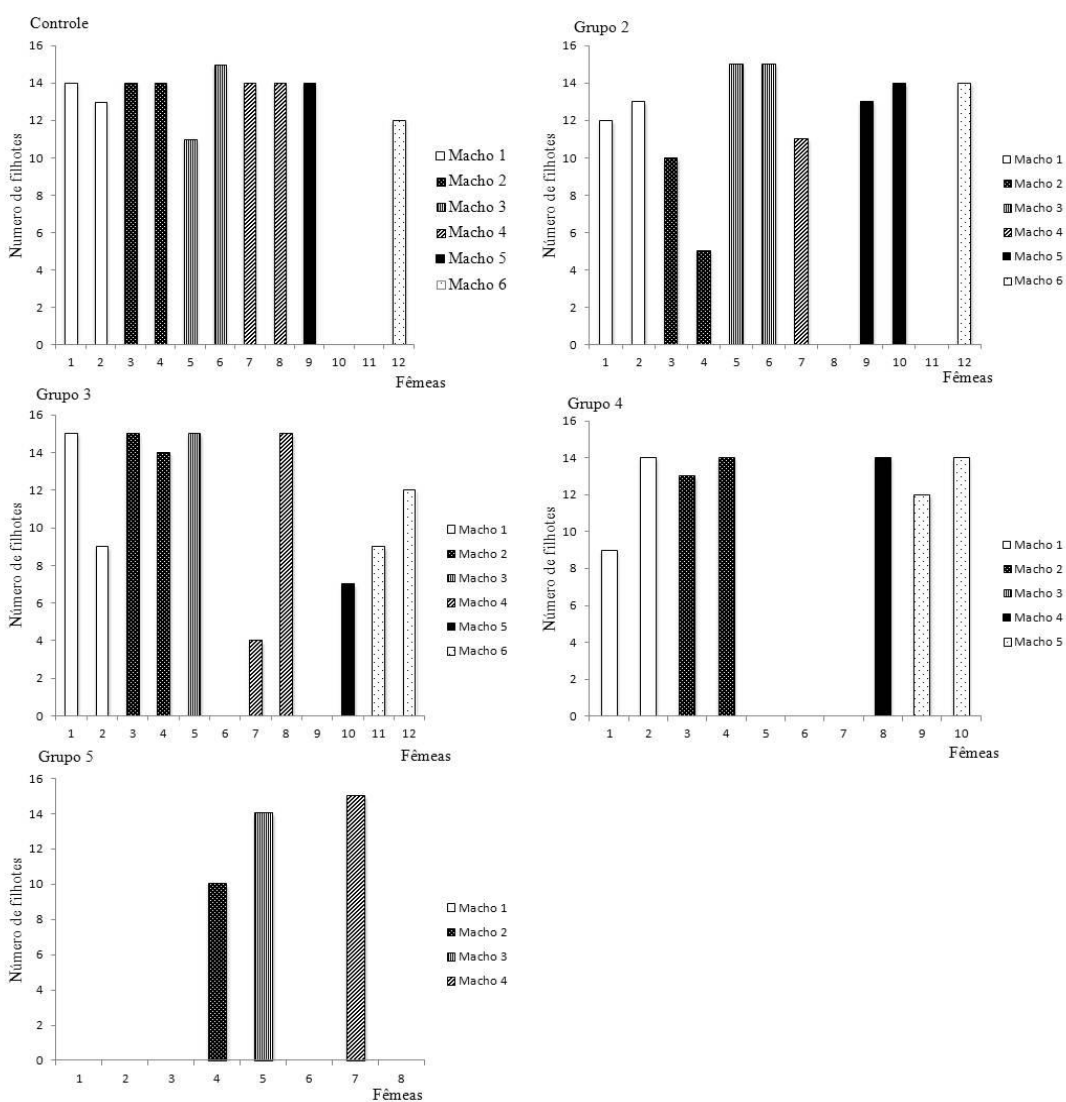 Controle
Número de filhotes
16
14
12
10
8
6
4
2
0
1 2 3 4 5 6 7 8 9 10 11 12
Fêmeas
Macho 1
Macho 2
Macho 3
Macho 4
Macho 5
Macho 6
Grupo 2
Número de filhotes
16
14
12
10
8
6
4
2
0
1 2 3 4 5 6 7 8 9 10 11 12
Fêmeas
Macho 1
Macho 2
Macho 3
Macho 4
Macho 5
Macho 6
Grupo 3
Número de filhotes
16
14
12
10
8
6
4
2
0
1 2 3 4 5 6 7 8 9 10 11 12
Fêmeas
Macho 1
Macho 2
Macho 3
Macho 4
Macho 5
Macho 6
Grupo 4
Número de filhotes
16
14
12
10
8
6
4
2
0
1 2 3 4 5 6 7 8 9 10
Fêmeas
Macho 1
Macho 2
Macho 3
Macho 4
Macho 5
Grupo 5
Número de filhotes
16
14
12
10
8
6
4
2
0
1 2 3 4 5 6 7 8
Fêmeas
Macho 1
Macho 2
Macho 3
Macho 4